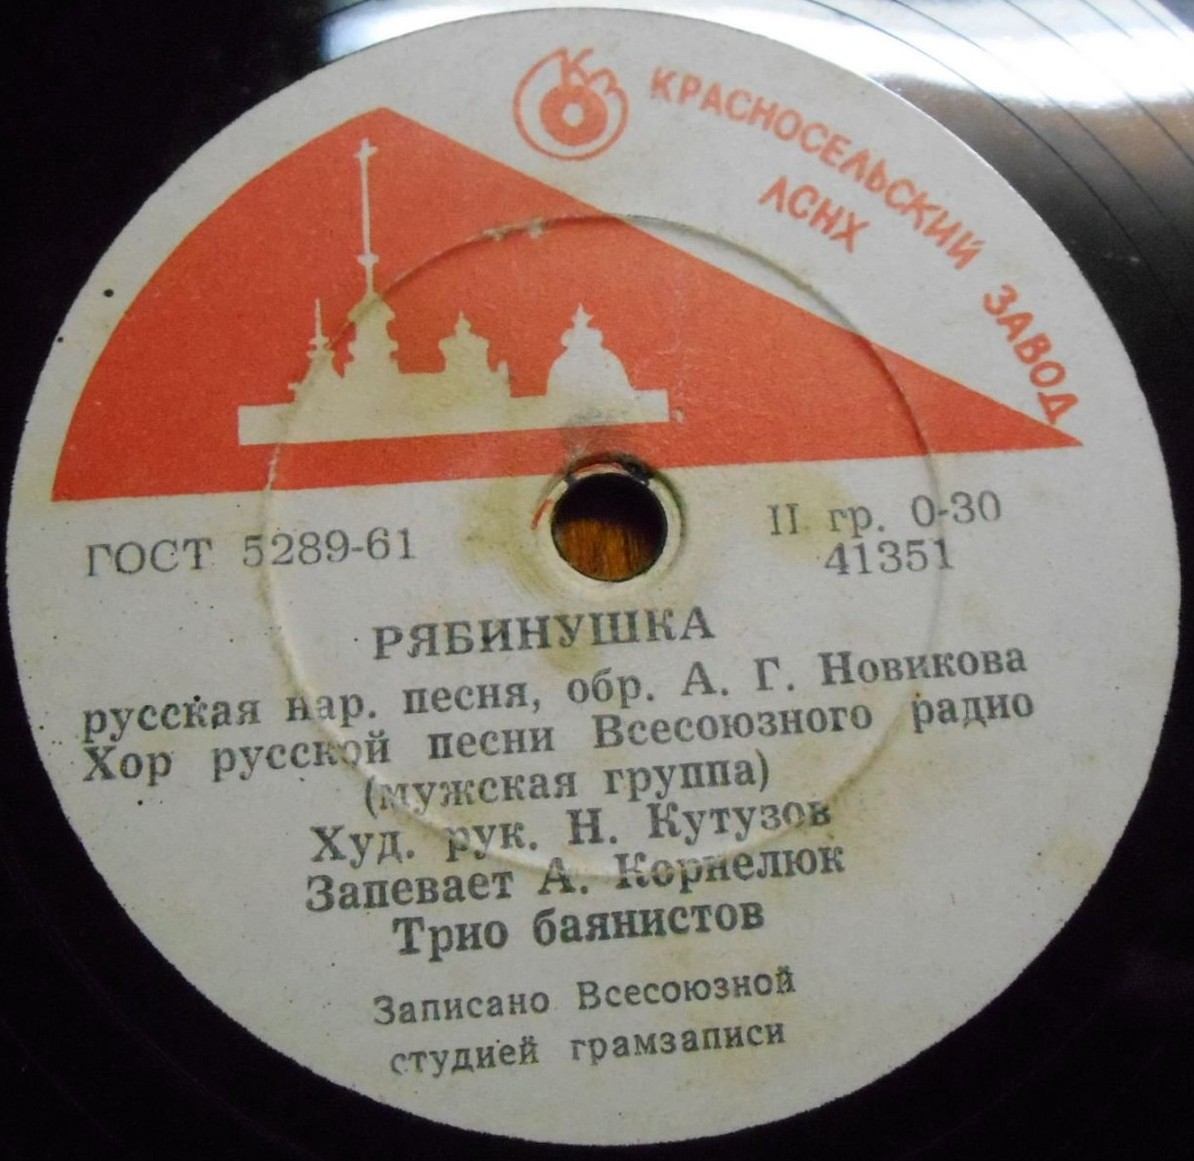 КЗ
КРАСНОСЕЛЬСКИЙ ЗАВОД
ЛСНХ
ГОСТ 5289-61
II гр. 0-30
41351
РЯБИНУШКА
русская нар. песня, обр. А. Г. Новикова
Хор русской песни Всесоюзного радио
(мужская группа)
Худ. рук. Н. Кутузов
Запевает А. Корнелюк
Трио баянистов
Записано Всесоюзной
студией грамзаписи